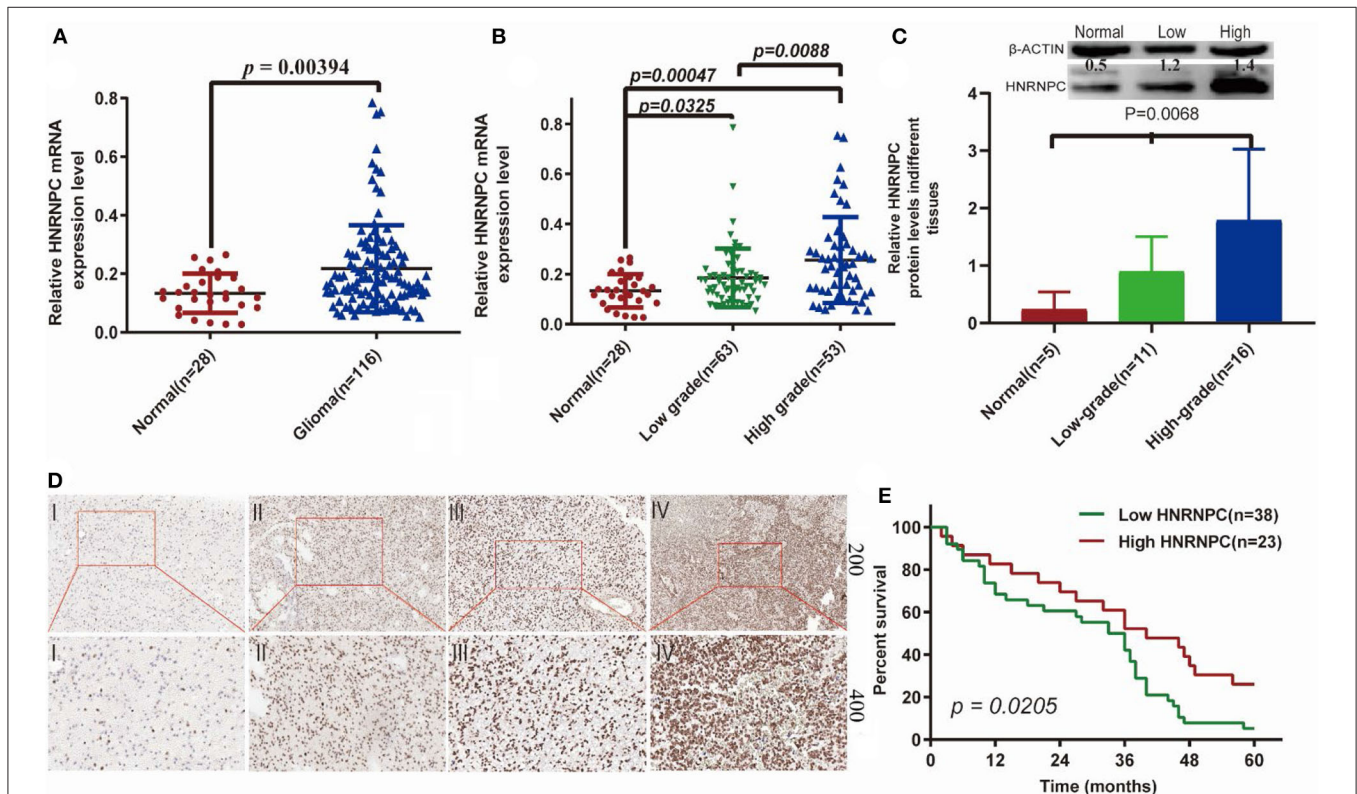 A
p = 0.00394
Relative HNRNPC mRNA
expression level
0.8
0.6
0.4
0.2
0.0
Normal(n=28)
Glioma(n=116)
B
p=0.0088
p=0.00047
p=0.0325
Relative HNRNPC mRNA
expression level
0.8
0.6
0.4
0.2
0.0
Normal(n=28)
Low grade(n=63)
High grade(n=53)
C
Normal Low High
β-ACTIN
0.5 1.2 1.4
HNRNPC
P=0.0068
Relative HNRNPC
protein levels indifferent
tissues
4
3
2
1
0
Normal(n=5)
Low-grade(n=11)
High-grade(n=16)
D
I II III IV
200
I II III IV
400
E
Low HNRNPC(n=38)
High HNRNPC(n=23)
Percent survival
100
80
60
40
20
0
p = 0.0205
0 12 24 36 48 60
Time (months)